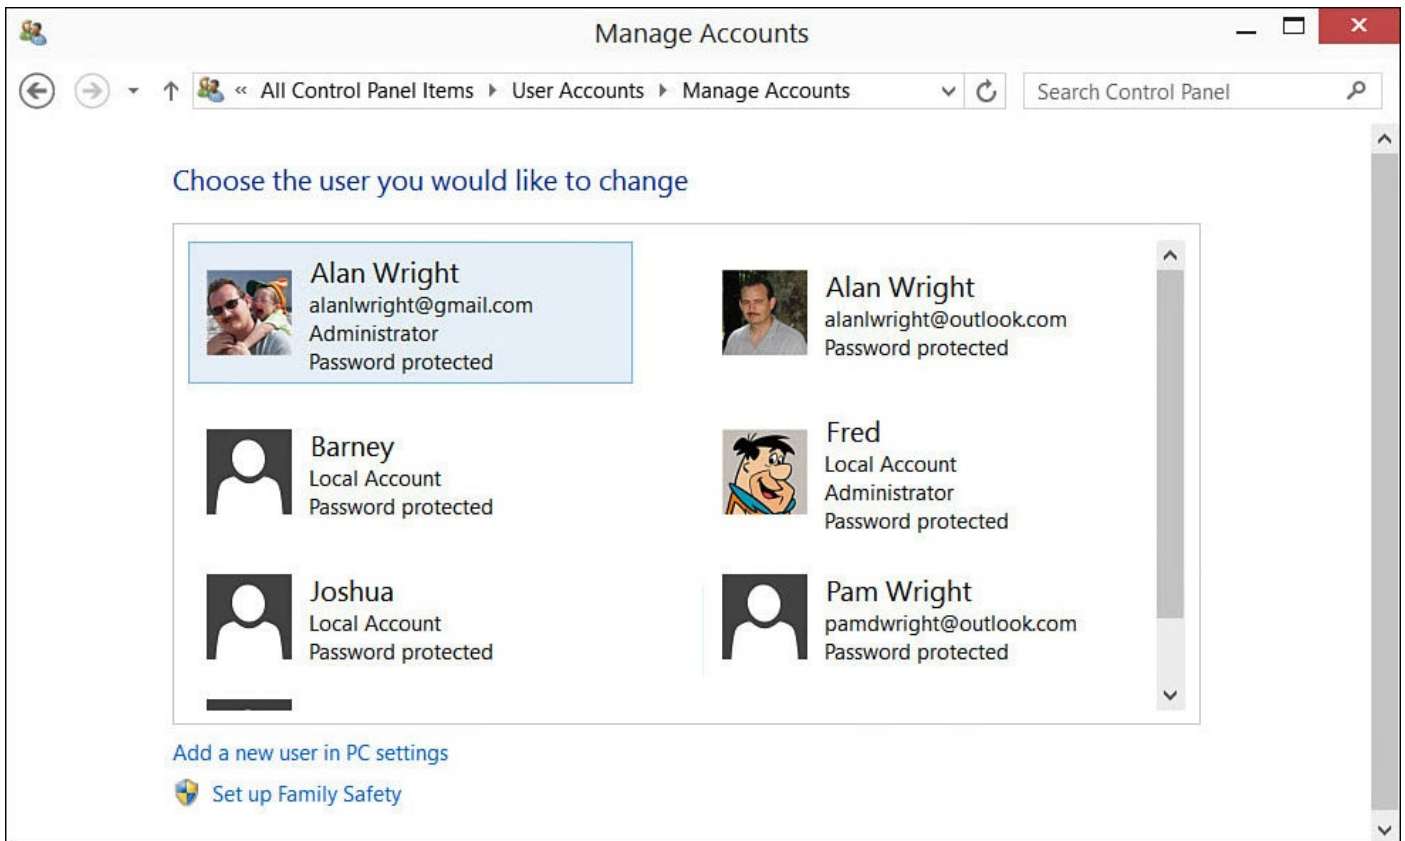 Manage Accounts
« All Control Panel Items User Accounts Manage Accounts Search Control Panel
Choose the user you would like to change
Alan Wright
alanlwright@gmail.com
Administrator
Password protected
Alan Wright
alanlwright@outlook.com
Password protected
Barney
Local Account
Password protected
Fred
Local Account
Administrator
Password protected
Joshua
Local Account
Password protected
Pam Wright
pamdwright@outlook.com
Password protected
Add a new user in PC settings
Set up Family Safety